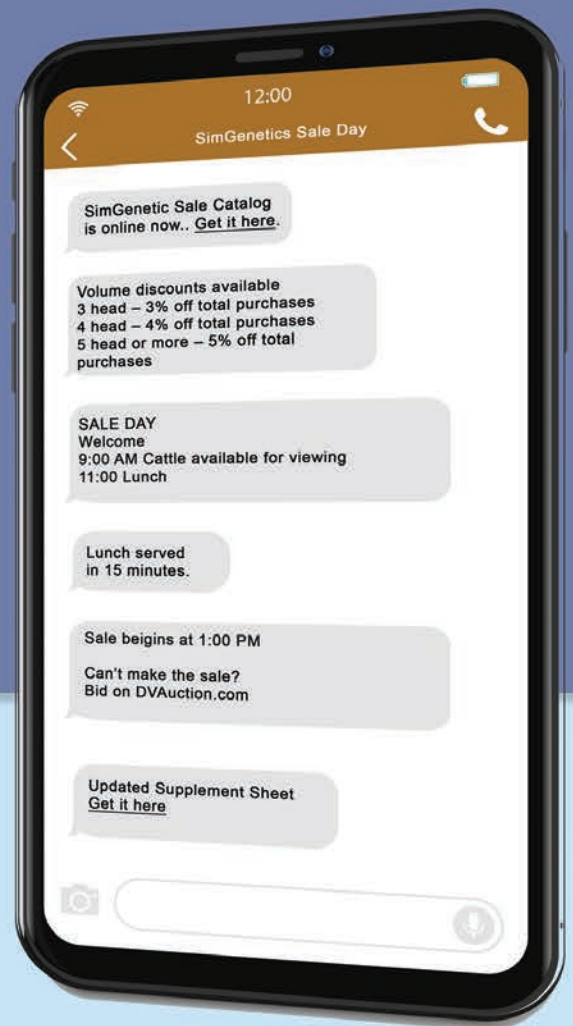 12:00
SimGenetics Sale Day
SimGenetic Sale Catalog
is online now.. Get it here.
Volume discounts available
3 head – 3% off total purchases
4 head – 4% off total purchases
5 head or more – 5% off total
purchases
SALE DAY
Welcome
9:00 AM Cattle available for viewing
11:00 Lunch
Lunch served
in 15 minutes.
Sale beigins at 1:00 PM
Can't make the sale?
Bid on DVAuction.com
Updated Supplement Sheet
Get it here